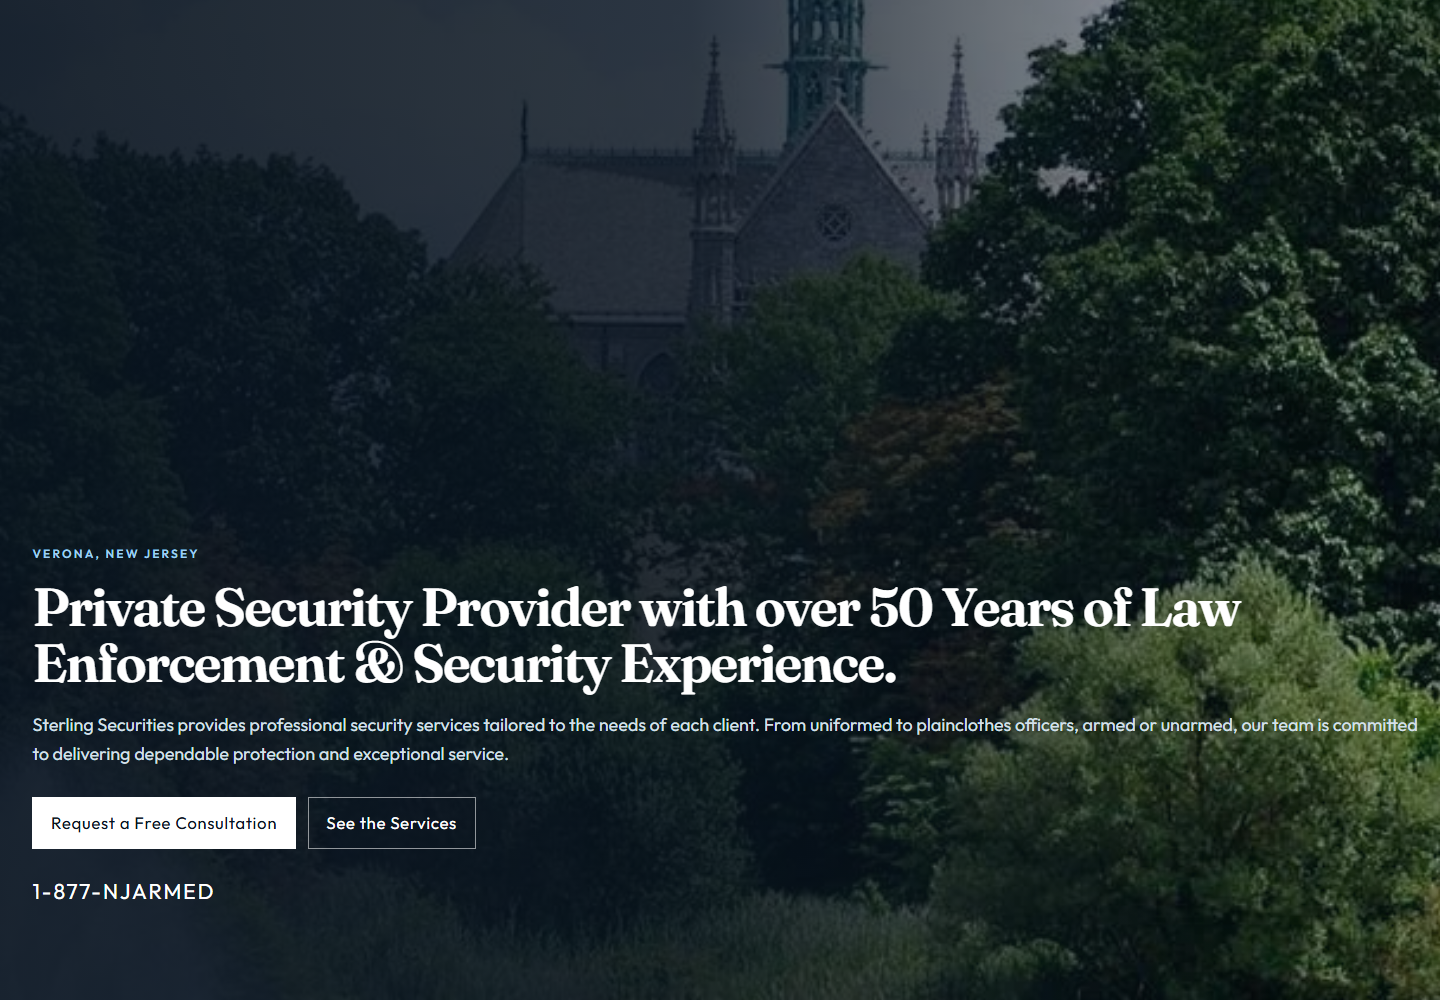 VERONA, NEW JERSEY
Private Security Provider with over 50 Years of Law
Enforcement & Security Experience.
Sterling Securities provides professional security services tailored to the needs of each client. From uniformed to plainclothes officers, armed or unarmed, our team is committed
to delivering dependable protection and exceptional service.
Request a Free Consultation
See the Services
1-877-NJARMED